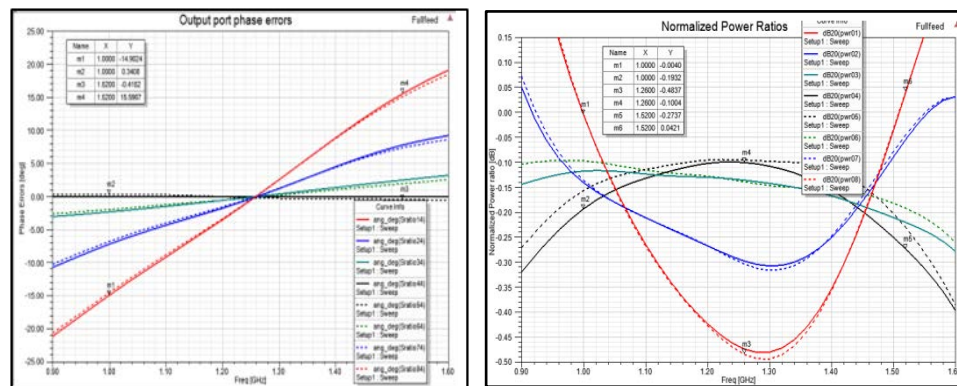 Output port phase errors
Fullfeed
25.00
20.00
15.00
10.00
5.00
0.00
-5.00
-10.00
-15.00
-20.00
-25.00
Phase Errors [deg]
Name X Y
m1 1.0000 -14.9024
m2 1.0000 0.3408
m3 1.5200 -0.4182
m4 1.5200 15.5967
m1
m2
m3
m4
Curve Info
ang_deg(Sratio14)
Setup1 : Sweep
ang_deg(Sratio24)
Setup1 : Sweep
ang_deg(Sratio34)
Setup1 : Sweep
ang_deg(Sratio44)
Setup1 : Sweep
ang_deg(Sratio54)
Setup1 : Sweep
ang_deg(Sratio64)
Setup1 : Sweep
ang_deg(Sratio74)
Setup1 : Sweep
ang_deg(Sratio84)
Setup1 : Sweep
0.90 1.00 1.10 1.20 1.30 1.40 1.50 1.60
Freq [GHz]
Normalized Power Ratios
Fullfeed
0.15
0.10
0.05
0.00
-0.05
-0.10
-0.15
-0.20
-0.25
-0.30
-0.35
-0.40
-0.45
-0.50
Normalized Power ratio [dB]
Name X Y
m1 1.0000 -0.0040
m2 1.0000 -0.1932
m3 1.2600 -0.4837
m4 1.2600 -0.1004
m5 1.5200 -0.2737
m6 1.5200 0.0421
m1
m2
m3
m4
m5
m6
Curve Info
dB20(pwr01)
Setup1 : Sweep
dB20(pwr02)
Setup1 : Sweep
dB20(pwr03)
Setup1 : Sweep
dB20(pwr04)
Setup1 : Sweep
Setup1 : Sweep
dB20(pwr06)
Setup1 : Sweep
dB20(pwr07)
Setup1 : Sweep
dB20(pwr08)
Setup1 : Sweep
0.90 1.00 1.10 1.20 1.30 1.40 1.50 1.60
Freq [GHz]